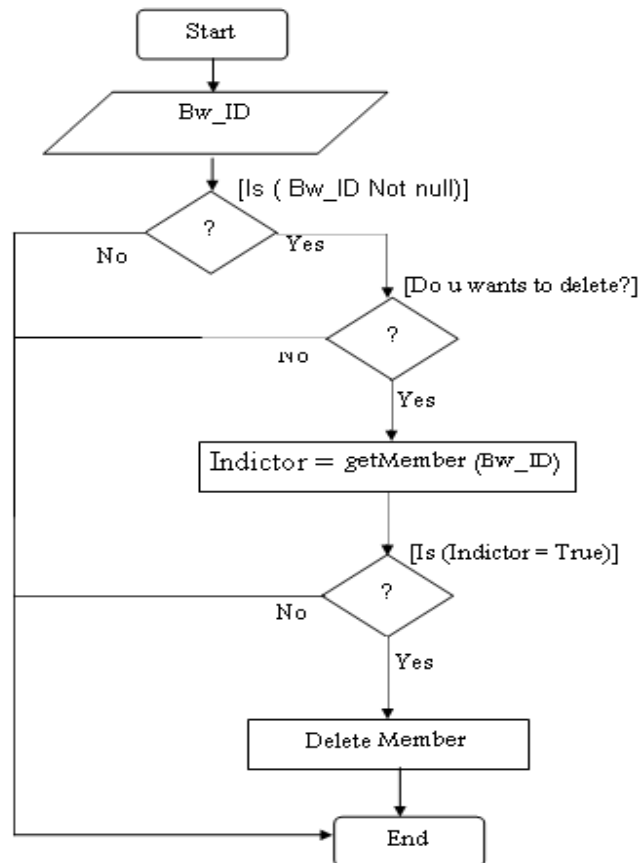 Start
Bw_ID
[Is ( Bw_ID Not null)]
?
No
Yes
[Do u wants to delete?]
?
No
Yes
Indictor = getMember (Bw_ID)
[Is (Indictor = True)]
?
No
Yes
Delete Member
End